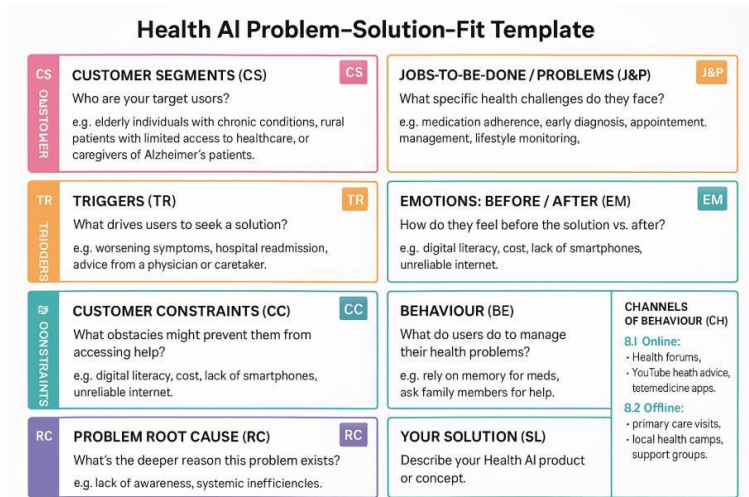 Health AI Problem–Solution–Fit Template
CS
CUSTOMER SEGMENTS (CS)
CS
Who are your target usors?
e.g. elderly individuals with chronic conditions, rural
patients with limited access to healthcare, or
caregivers of Alzheimer's patients.
JOBS-TO-BE-DONE / PROBLEMS (J&P)
J&P
What specific health challenges do they face?
e.g. medication adherence, early diagnosis, appointement.
management, lifestyle monitoring,
TR
TRIGGERS (TR)
TR
What drives users to seek a solution?
e.g. worsening symptoms, hospital readmission,
advice from a physician or caretaker.
EMOTIONS: BEFORE / AFTER (EM)
EM
How do they feel before the solution vs. after?
e.g. digital literacy, cost, lack of smartphones,
unreliable internet.
OONSTRAINTS
CUSTOMER CONSTRAINTS (CC)
CC
What obstacies might prevent them from
accessing help?
e.g. digital literacy, cost, lack of smartphones,
unreliable internet.
BEHAVIOUR (BE)
What do users do to manage
their health problems?
e.g. rely on memory for meds,
ask family members for help.
CHANNELS
OF BEHAVIOUR (CH)
8.I Online:
· Health forums,
· YouTube heath advice,
tetemedicine apps.
8.2 Offline:
· primary care visits,
· local health camps,
support groups.
RC
PROBLEM ROOT CAUSE (RC)
RC
What's the deeper reason this problem exists?
e.g. lack of awareness, systemic inefficiencies.
YOUR SOLUTION (SL)
Describe your Health AI product
or concept.